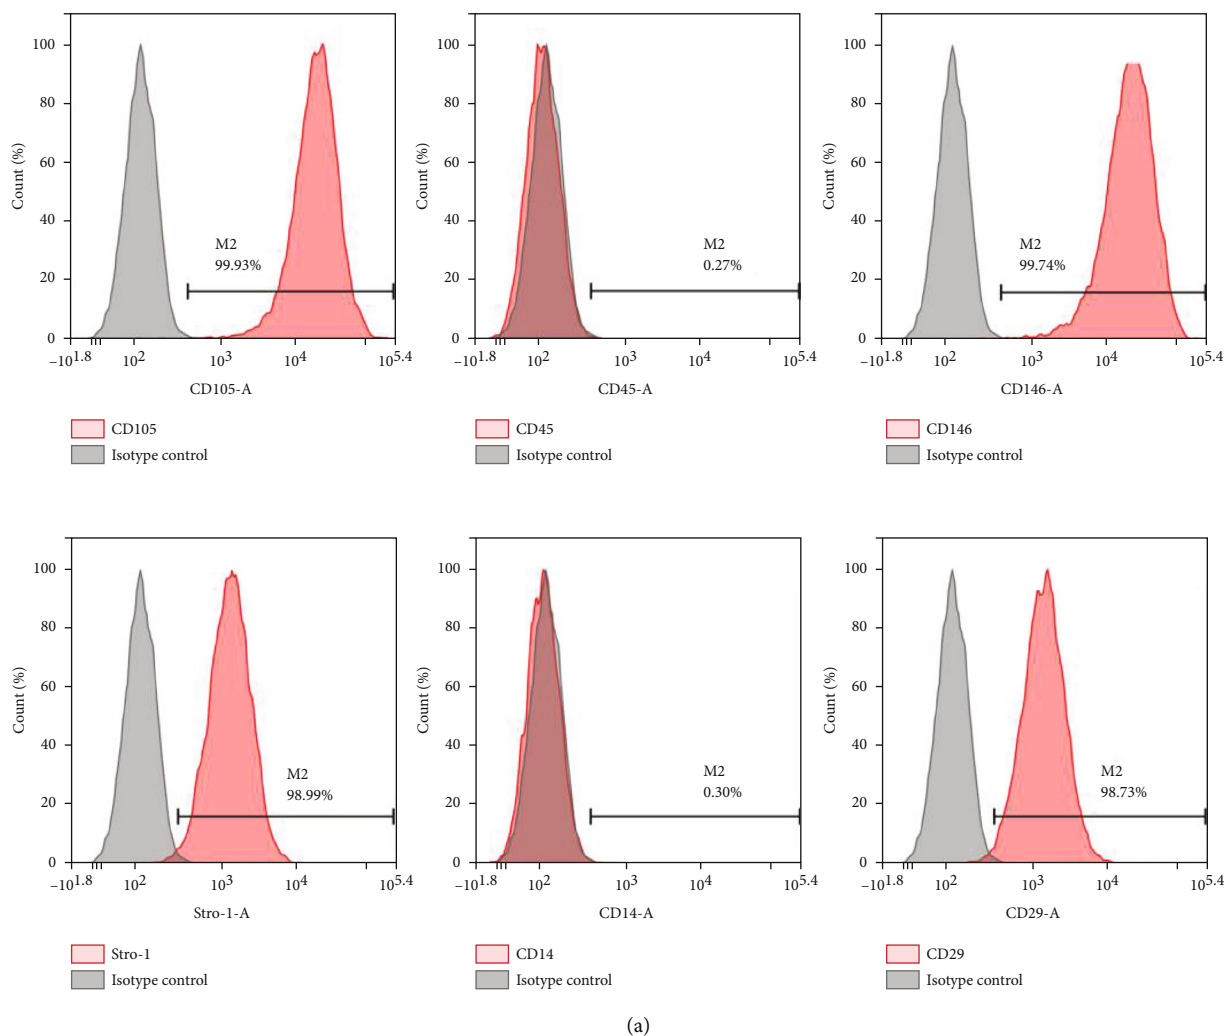 100
80
60
40
20
0
Count (%)
M2
99.93%
–10^1.8 10^2 10^3 10^4 10^5.4
CD105-A
CD105
Isotype control
100
80
60
40
20
0
Count (%)
M2
0.27%
–10^1.8 10^2 10^3 10^4 10^5.4
CD45-A
CD45
Isotype control
100
80
60
40
20
0
Count (%)
M2
99.74%
–10^1.8 10^2 10^3 10^4 10^5.4
CD146-A
CD146
Isotype control
100
80
60
40
20
0
Count (%)
M2
98.99%
–10^1.8 10^2 10^3 10^4 10^5.4
Stro-1-A
Stro-1
Isotype control
100
80
60
40
20
0
Count (%)
M2
0.30%
–10^1.8 10^2 10^3 10^4 10^5.4
CD14-A
CD14
Isotype control
100
80
60
40
20
0
Count (%)
M2
98.73%
–10^1.8 10^2 10^3 10^4 10^5.4
CD29-A
CD29
Isotype control
(a)